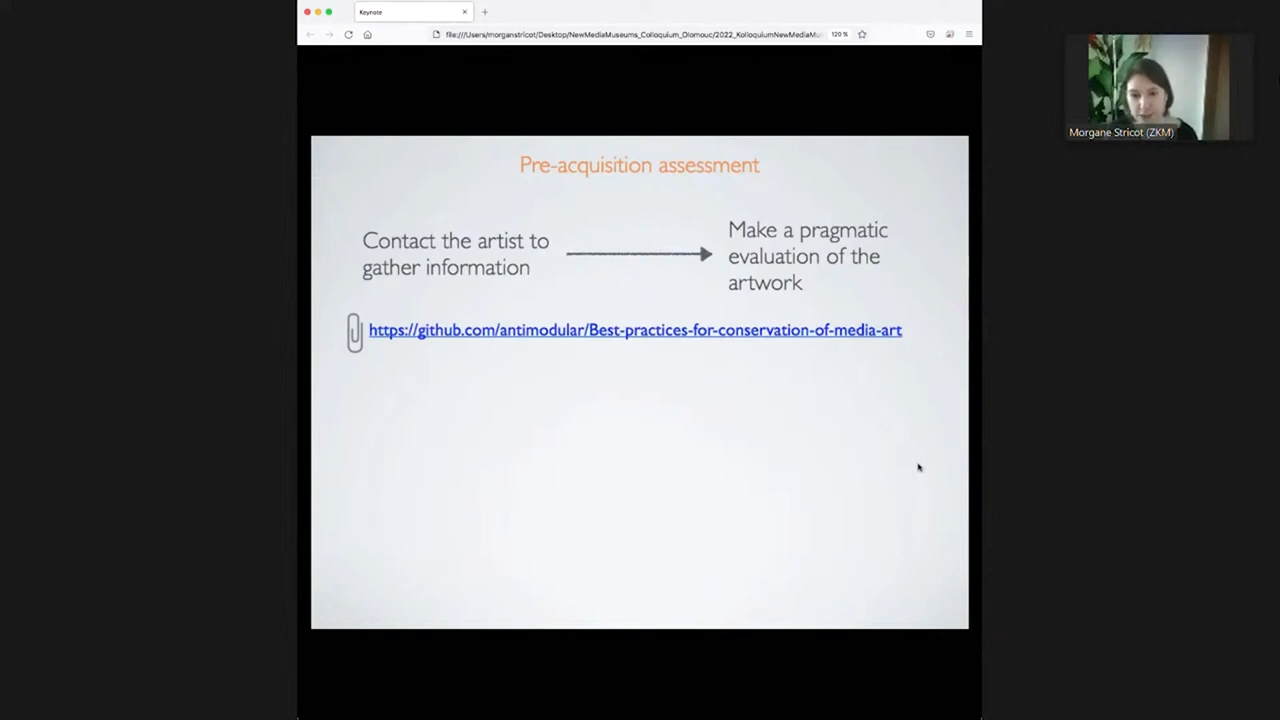 Keynote
file:///Users/morganstricot/Desktop/NewMediaMuseums_Colloquium_Olomouc/2022_KolloquiumNewMediaMu
120 %
Morgane Stricot (ZKM)
Pre-acquisition assessment
Contact the artist to
gather information
Make a pragmatic
evaluation of the
artwork
https://github.com/antimodular/Best-practices-for-conservation-of-media-art